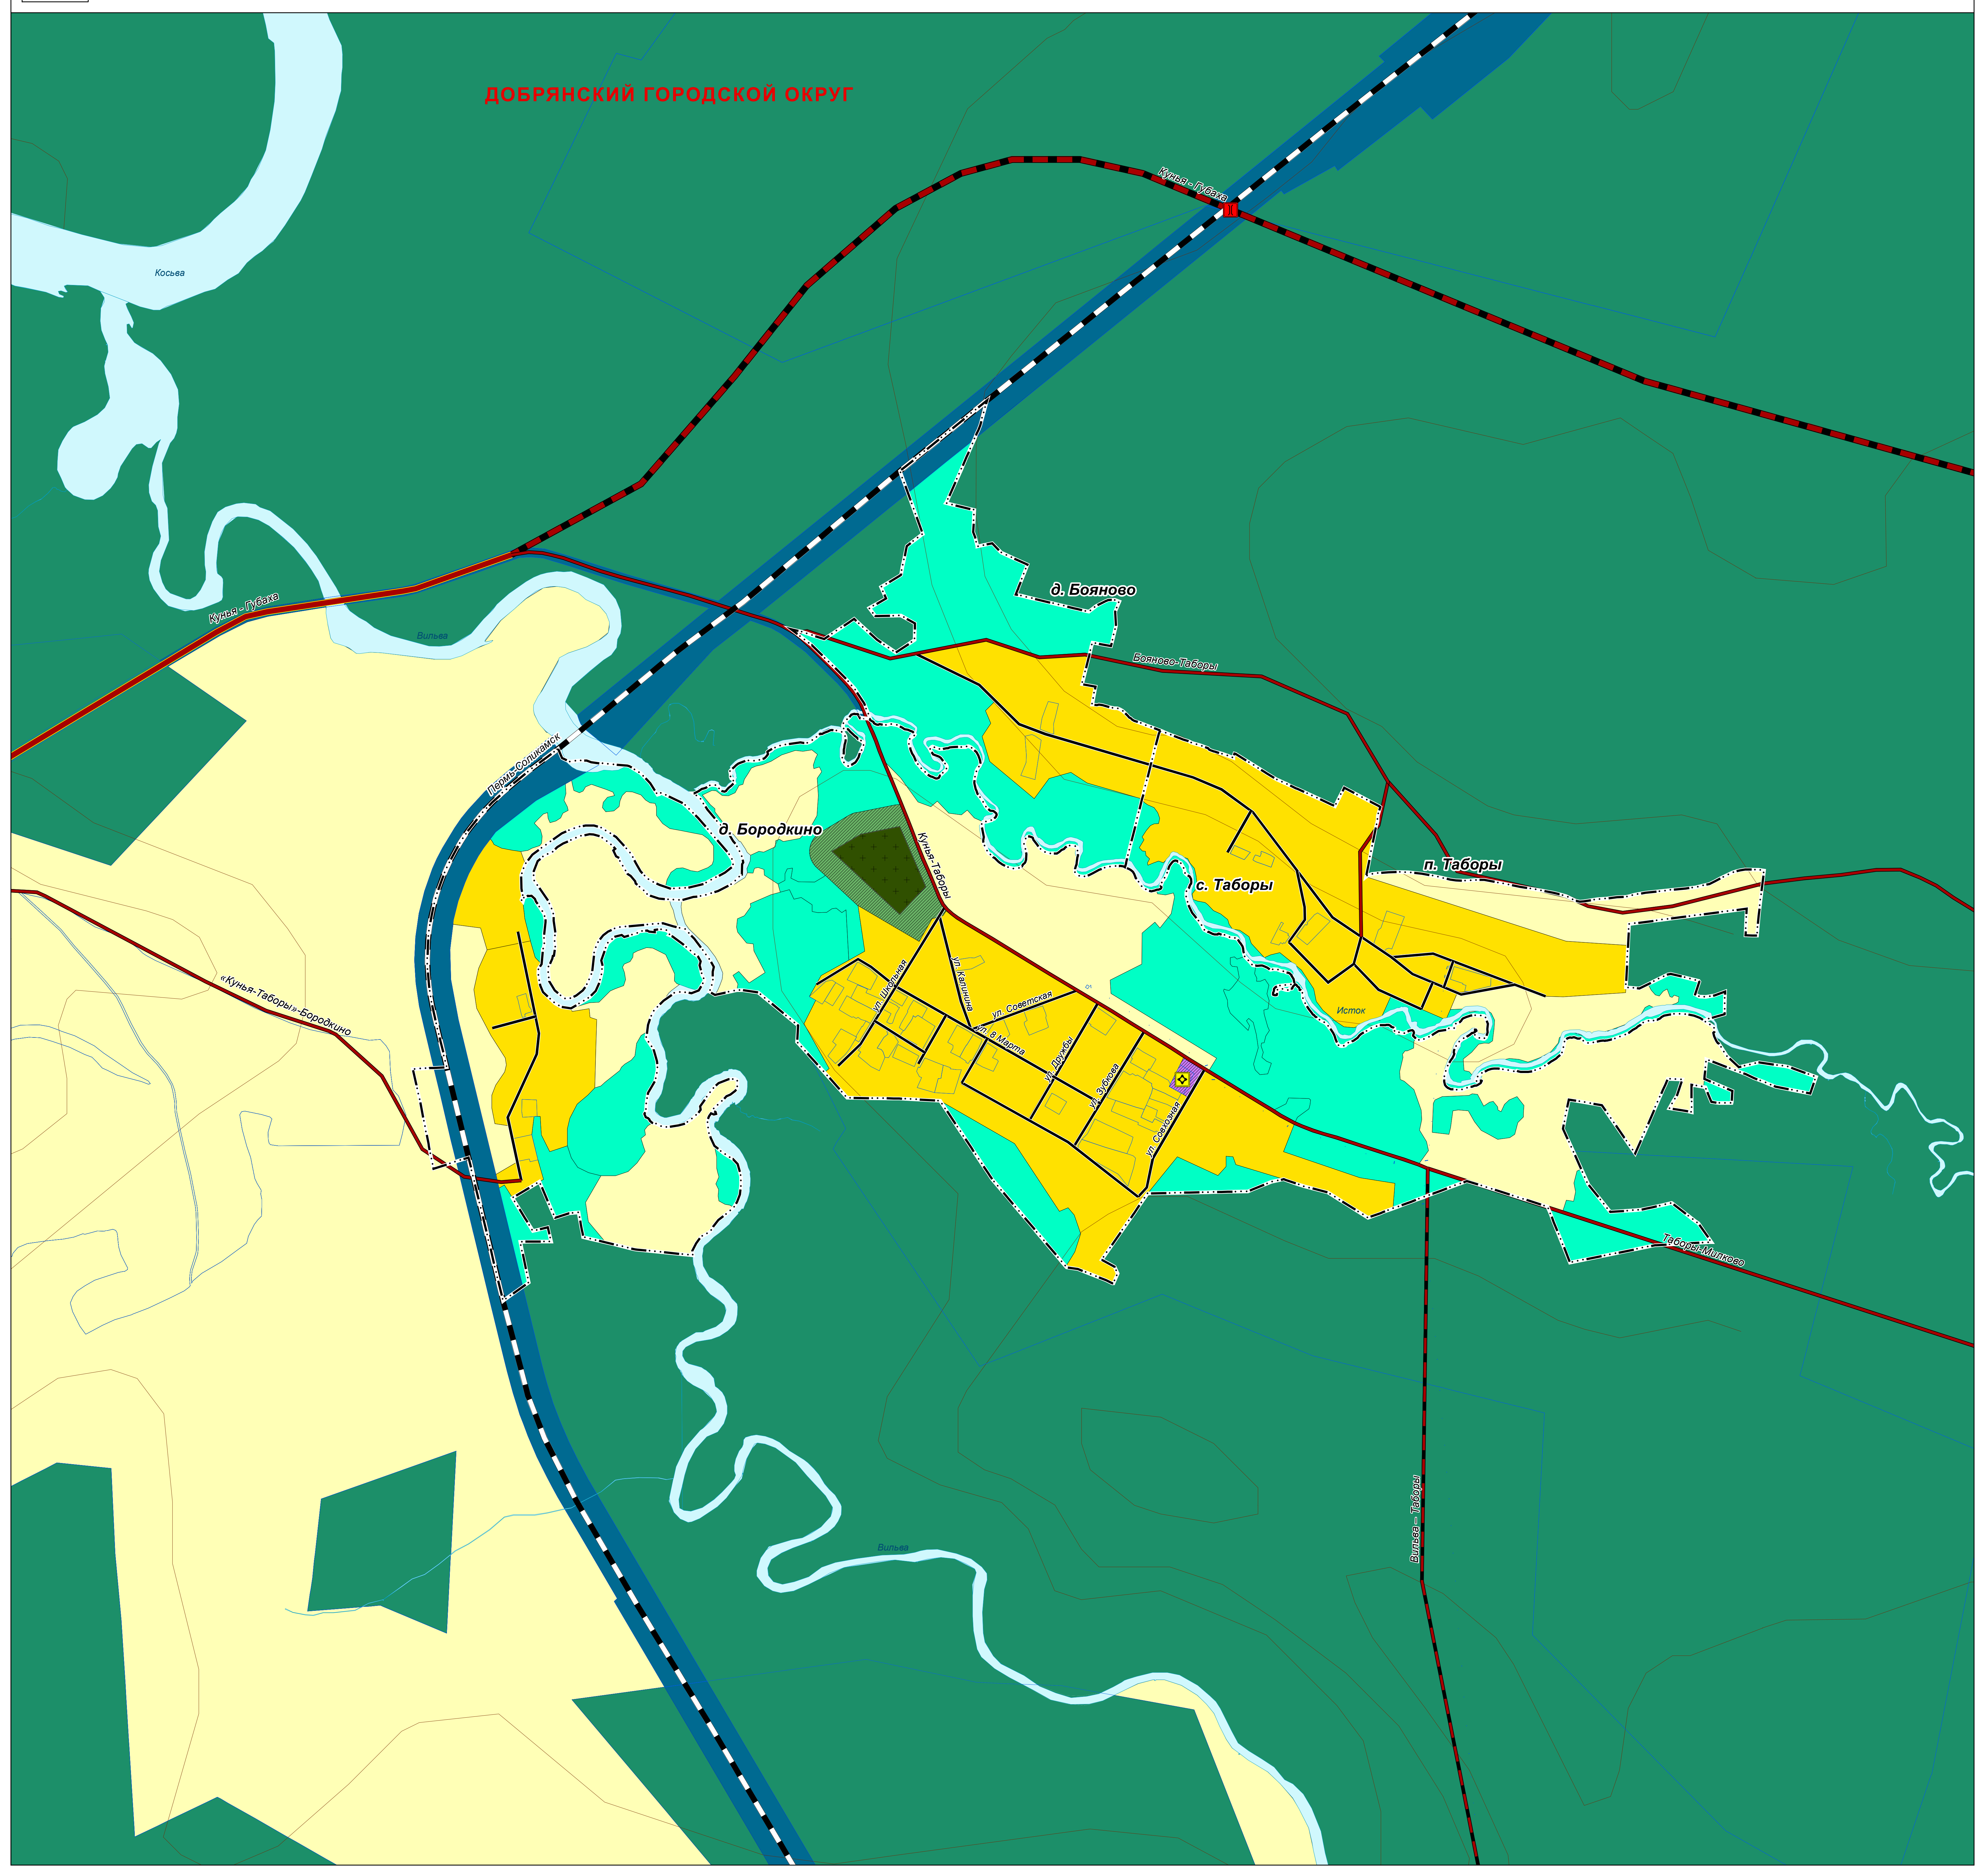 ДОБРЯНСКИЙ ГОРОДСКОЙ ОКРУГ
Кунья - Губаха
Косьва
д. Бояново
Кунья - Губаха
Вильва
Бояново-Таборы
Пермь-Соликамск
д. Бородкино
Кунья-Таборы
п. Таборы
с. Таборы
ул. Школьная
ул. Калинина
«Кунья-Таборы»-Бородкино
ул. Советская
Исток
ул. 8 Марта
ул. Дружбы
ул. Зубкова
ул. Совхозная
Таборы-Милково
Вильва – Таборы
Вильва